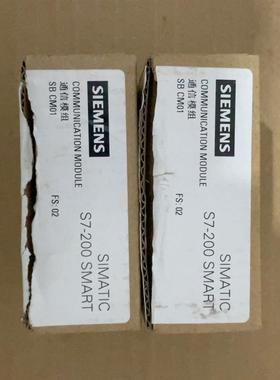 SIEMENS
COMMUNICATION MODULE
通信模组
SB CM01
FS: 02
SIMATIC
S7-200 SMART
SIEMENS
COMMUNICATION MODULE
通信模组
SB CM01
FS: 02
SIMATIC
S7-200 SMART